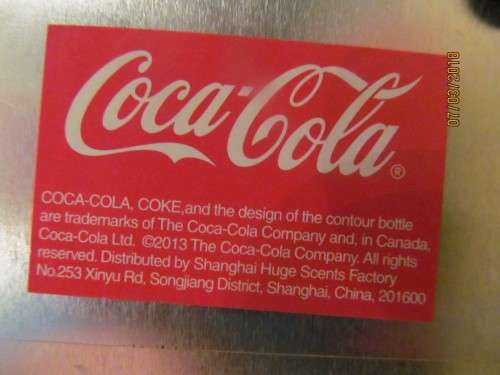 Coca-Cola®
COCA-COLA, COKE,and the design of the contour bottle
are trademarks of The Coca-Cola Company and, in Canada,
Coca-Cola Ltd. ©2013 The Coca-Cola Company. All rights
reserved. Distributed by Shanghai Huge Scents Factory
No.253 Xinyu Rd, Songjiang District, Shanghai, China, 201600
07/03/2018